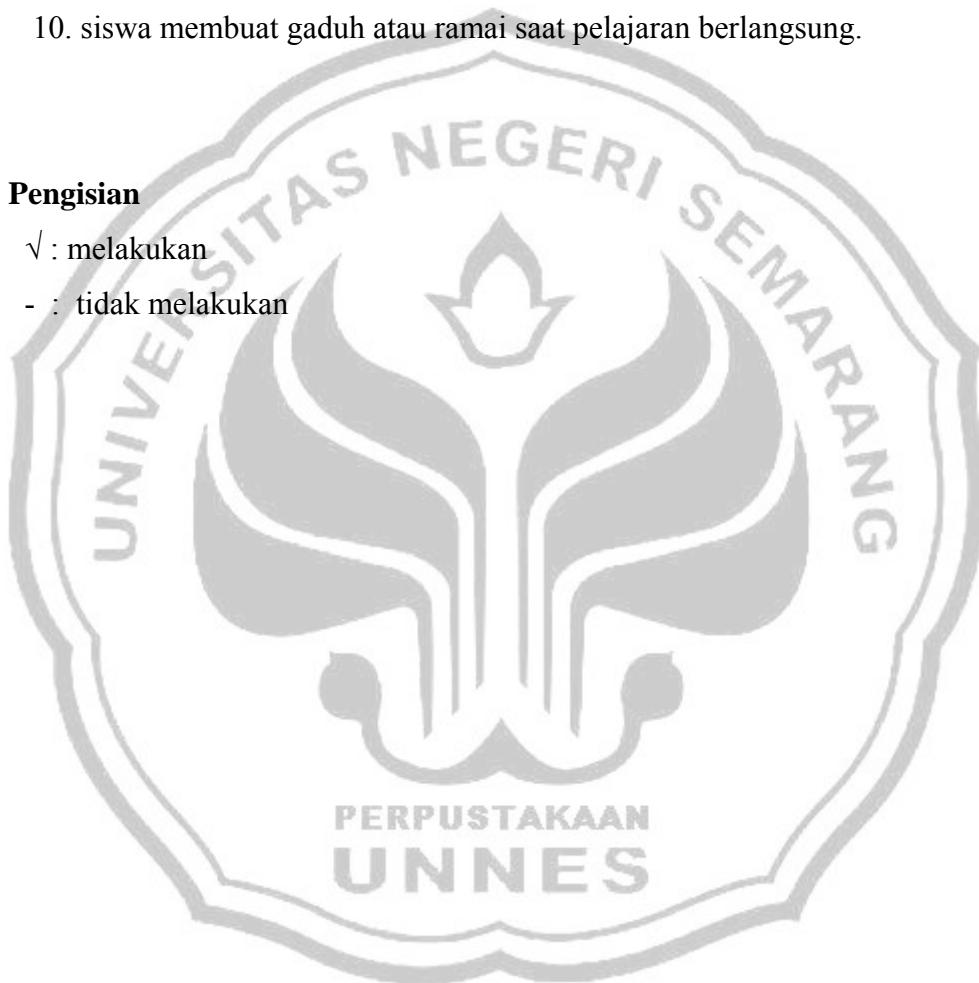 10. siswa membuat gaduh atau ramai saat pelajaran berlangsung.
Pengisian
√ : melakukan
- : tidak melakukan
UNIVERSITAS NEGERI SEMARANG
PERPUSTAKAAN
UNNES